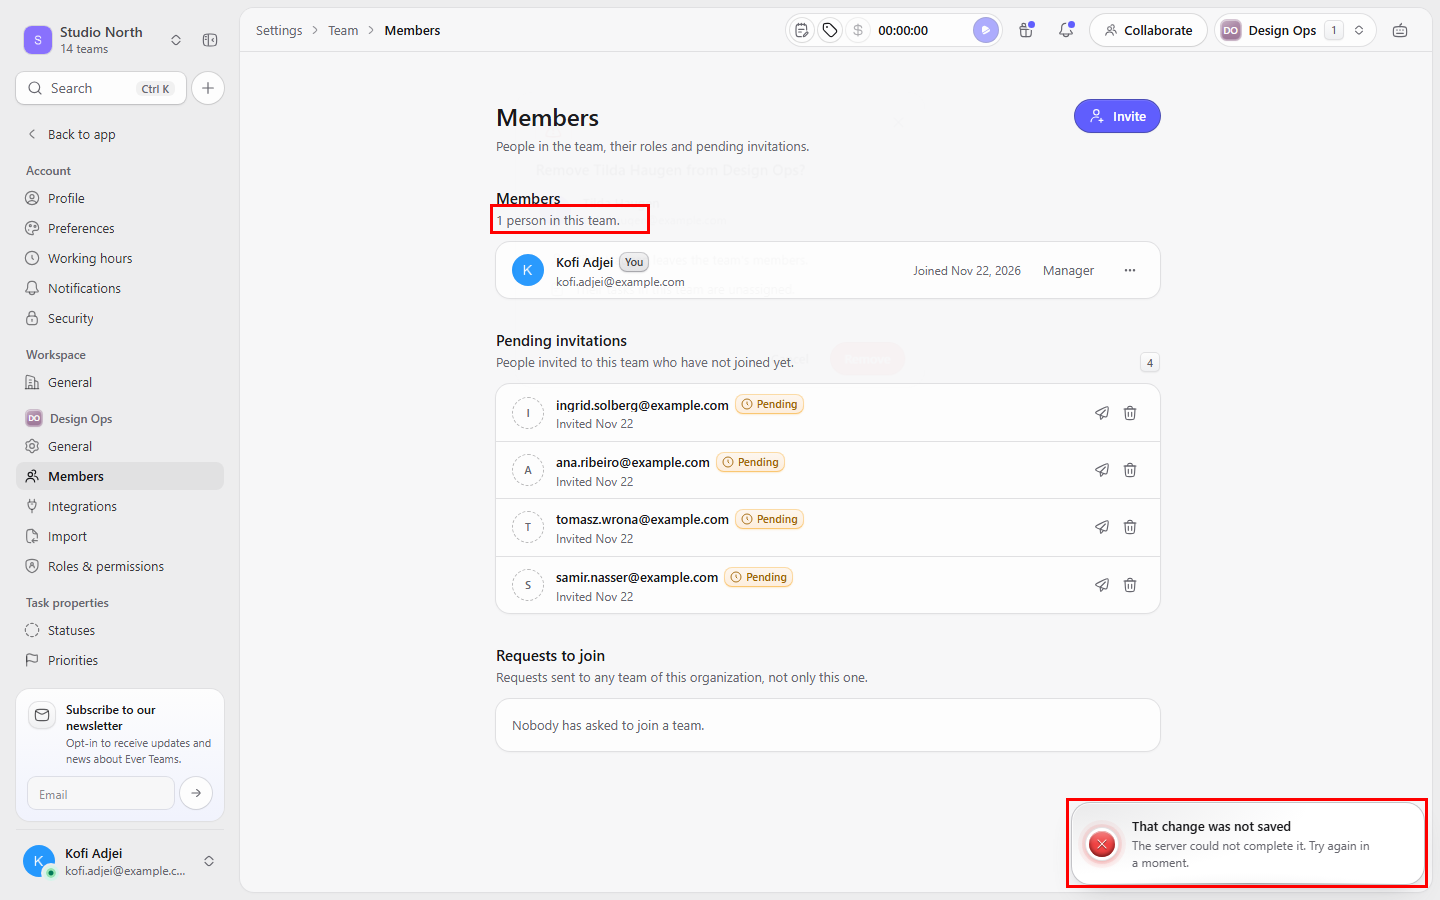 S
Studio North
14 teams
Search
Ctrl K
Back to app
Account
Profile
Preferences
Working hours
Notifications
Security
Workspace
General
DO Design Ops
General
Members
Integrations
Import
Roles & permissions
Task properties
Statuses
Priorities
Subscribe to our
newsletter
Opt-in to receive updates and
news about Ever Teams.
Email
K
Kofi Adjei
kofi.adjei@example.c...
Settings > Team > Members
$ 00:00:00
Collaborate
DO Design Ops 1
Members
Invite
People in the team, their roles and pending invitations.
Remove Tilda Haugen from Design Ops?
Members
1 person in this team.
K
Kofi Adjei You
kofi.adjei@example.com
Joined Nov 22, 2026
Manager
Pending invitations
People invited to this team who have not joined yet.
4
I
ingrid.solberg@example.com Pending
Invited Nov 22
A
ana.ribeiro@example.com Pending
Invited Nov 22
T
tomasz.wrona@example.com Pending
Invited Nov 22
S
samir.nasser@example.com Pending
Invited Nov 22
Requests to join
Requests sent to any team of this organization, not only this one.
Nobody has asked to join a team.
That change was not saved
The server could not complete it. Try again in
a moment.